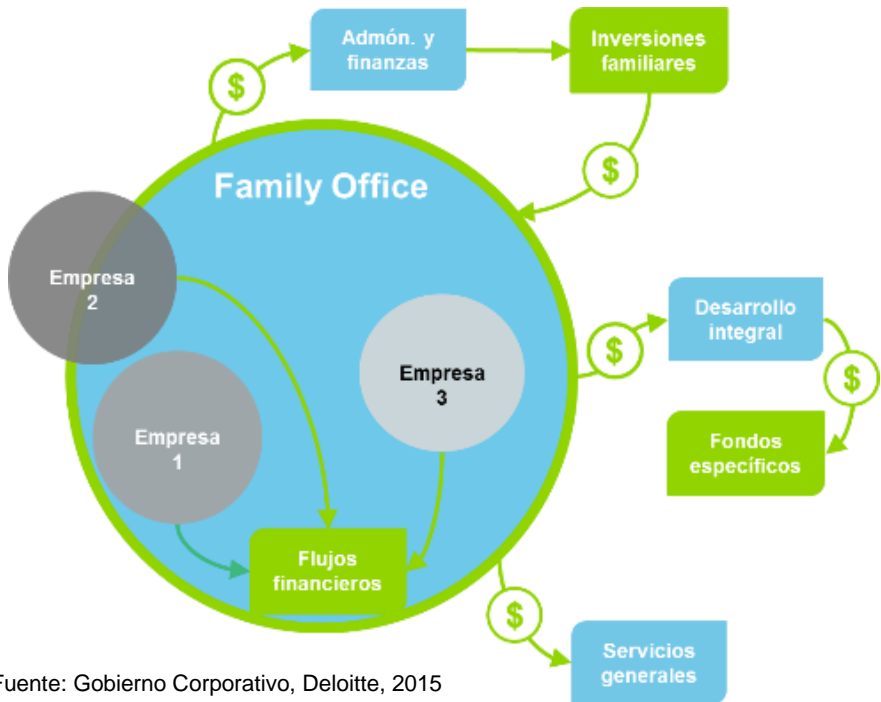 Admón. y
finanzas
Inversiones
familiares
$
$
Family Office
Empresa
2
Desarrollo
integral
$
Empresa
3
$
Empresa
1
Fondos
específicos
Flujos
financieros
$
Servicios
generales
Fuente: Gobierno Corporativo, Deloitte, 2015